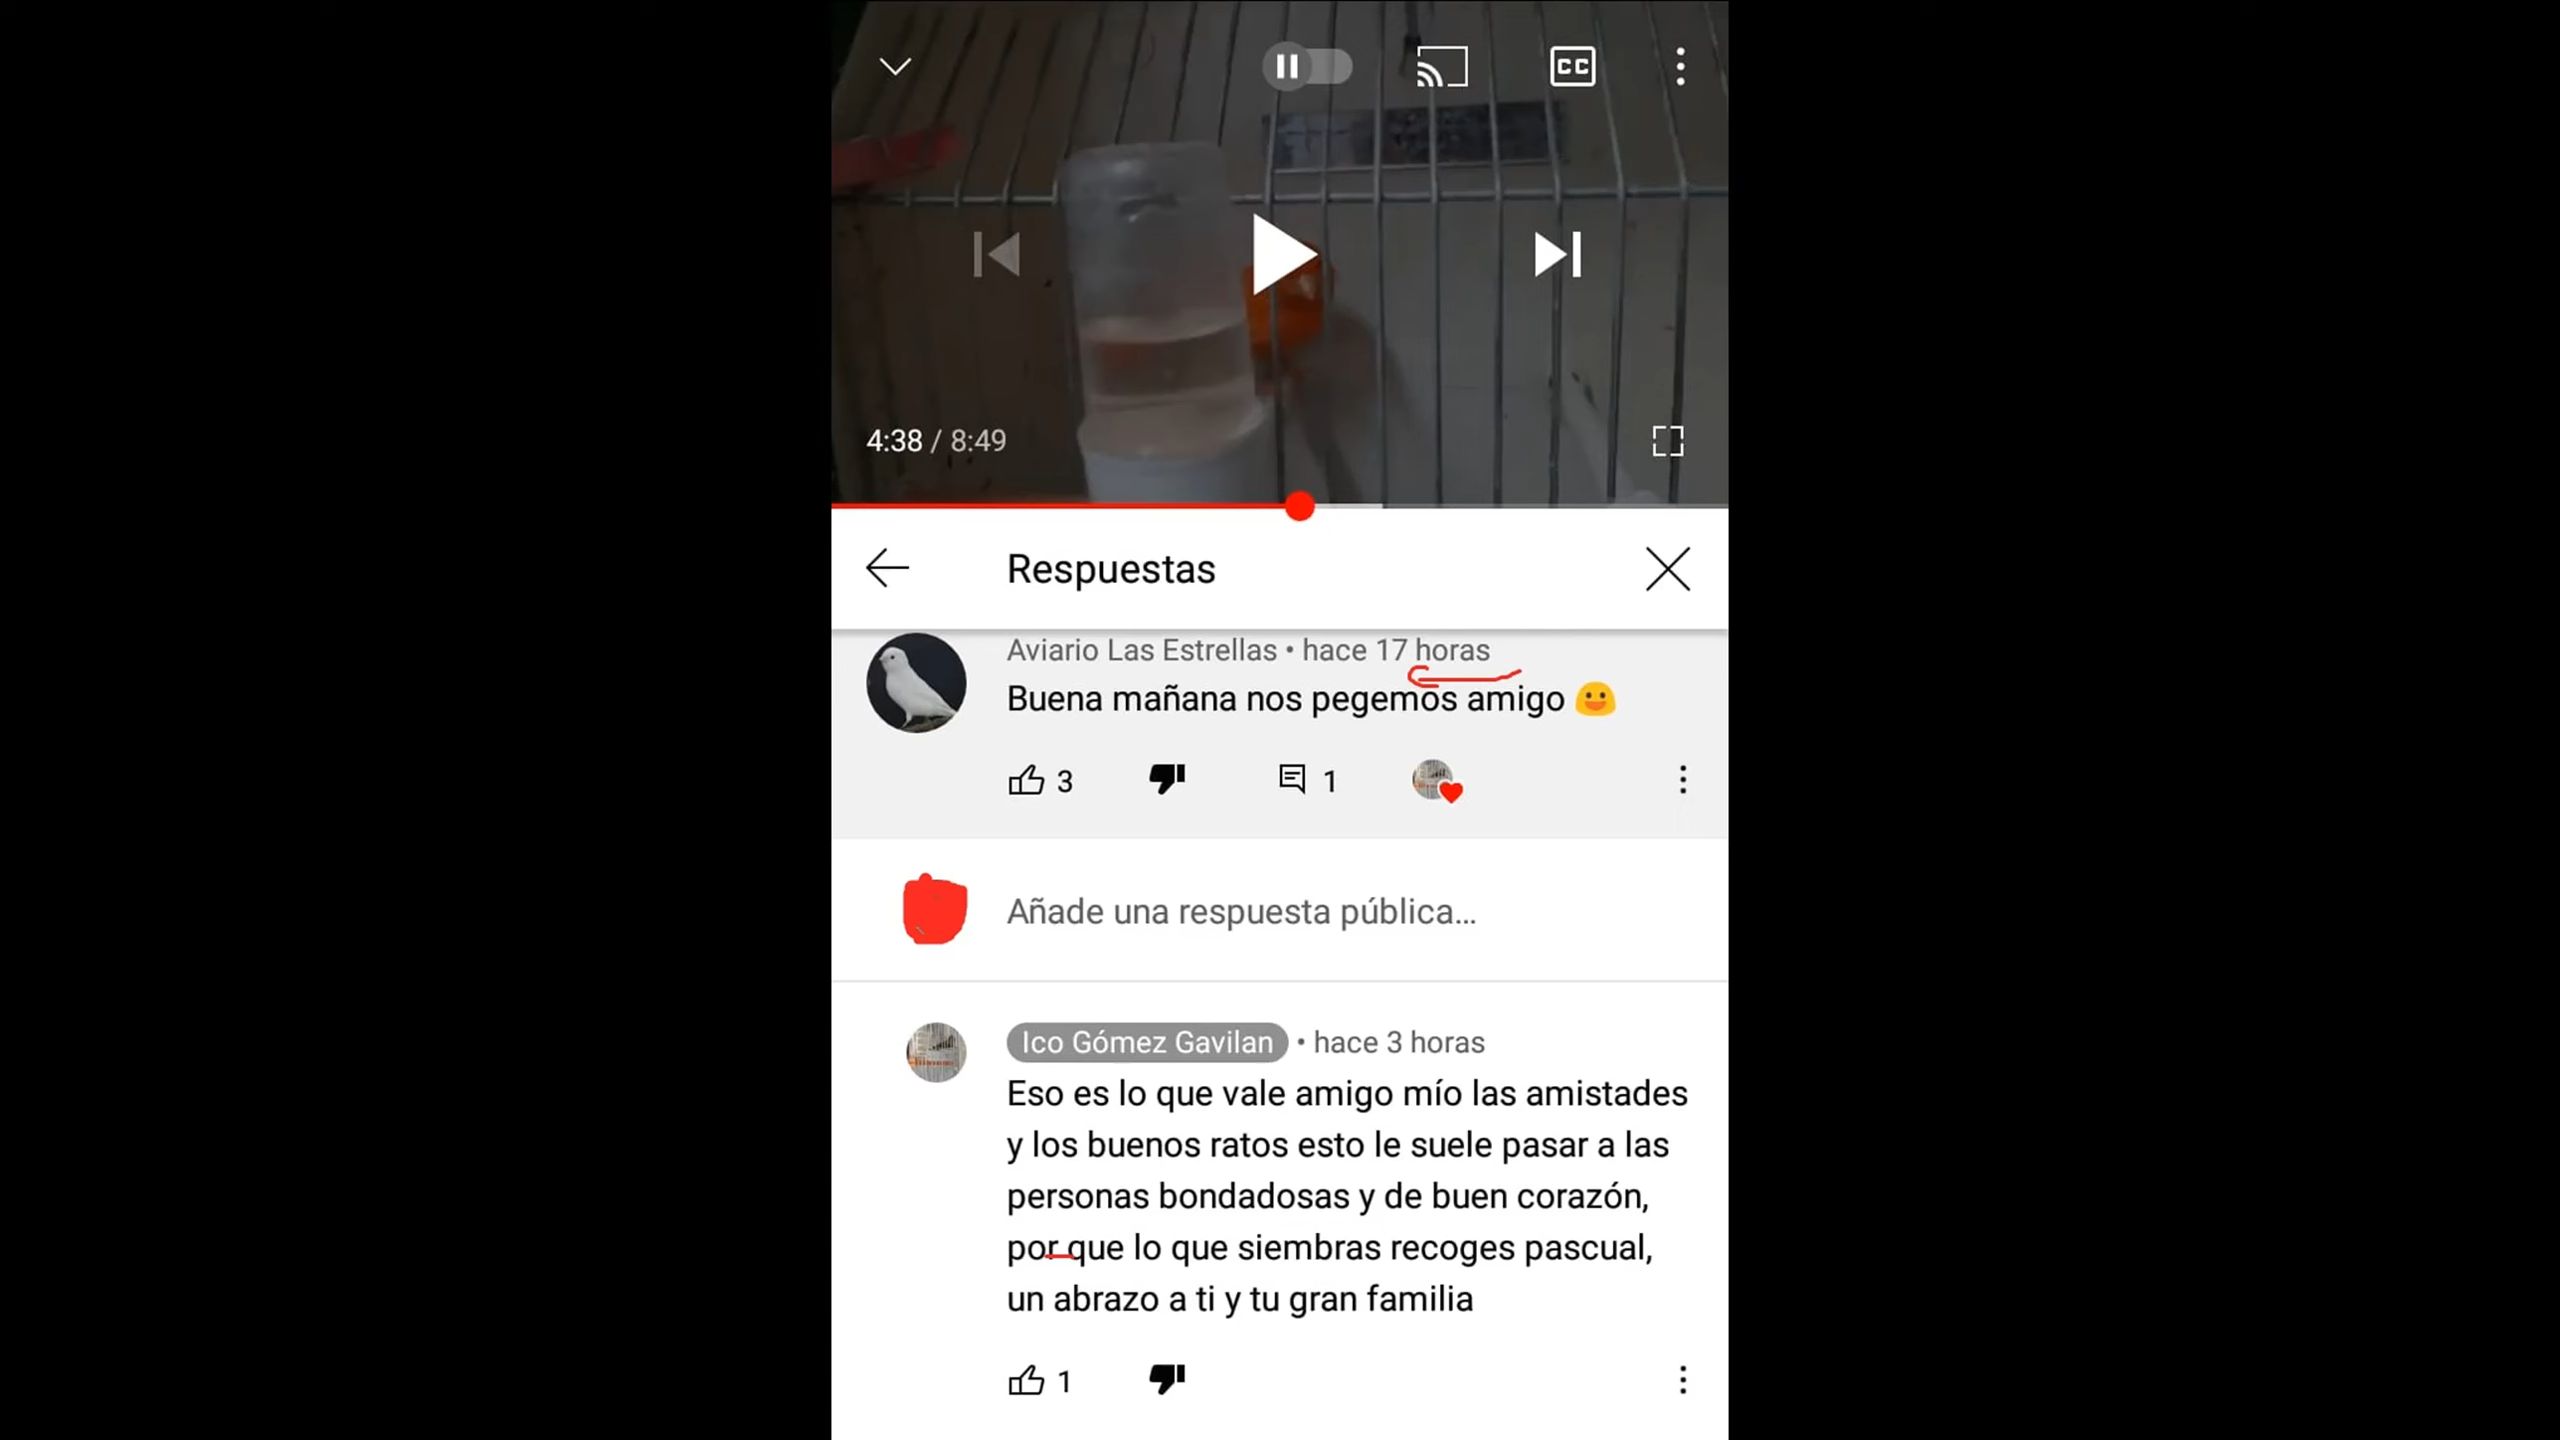 CC
4:38 / 8:49
Respuestas
Aviario Las Estrellas • hace 17 horas
Buena mañana nos pegemos amigo 😃
3
1
Añade una respuesta pública...
Ico Gómez Gavilan • hace 3 horas
Eso es lo que vale amigo mío las amistades
y los buenos ratos esto le suele pasar a las
personas bondadosas y de buen corazón,
por que lo que siembras recoges pascual,
un abrazo a ti y tu gran familia
1